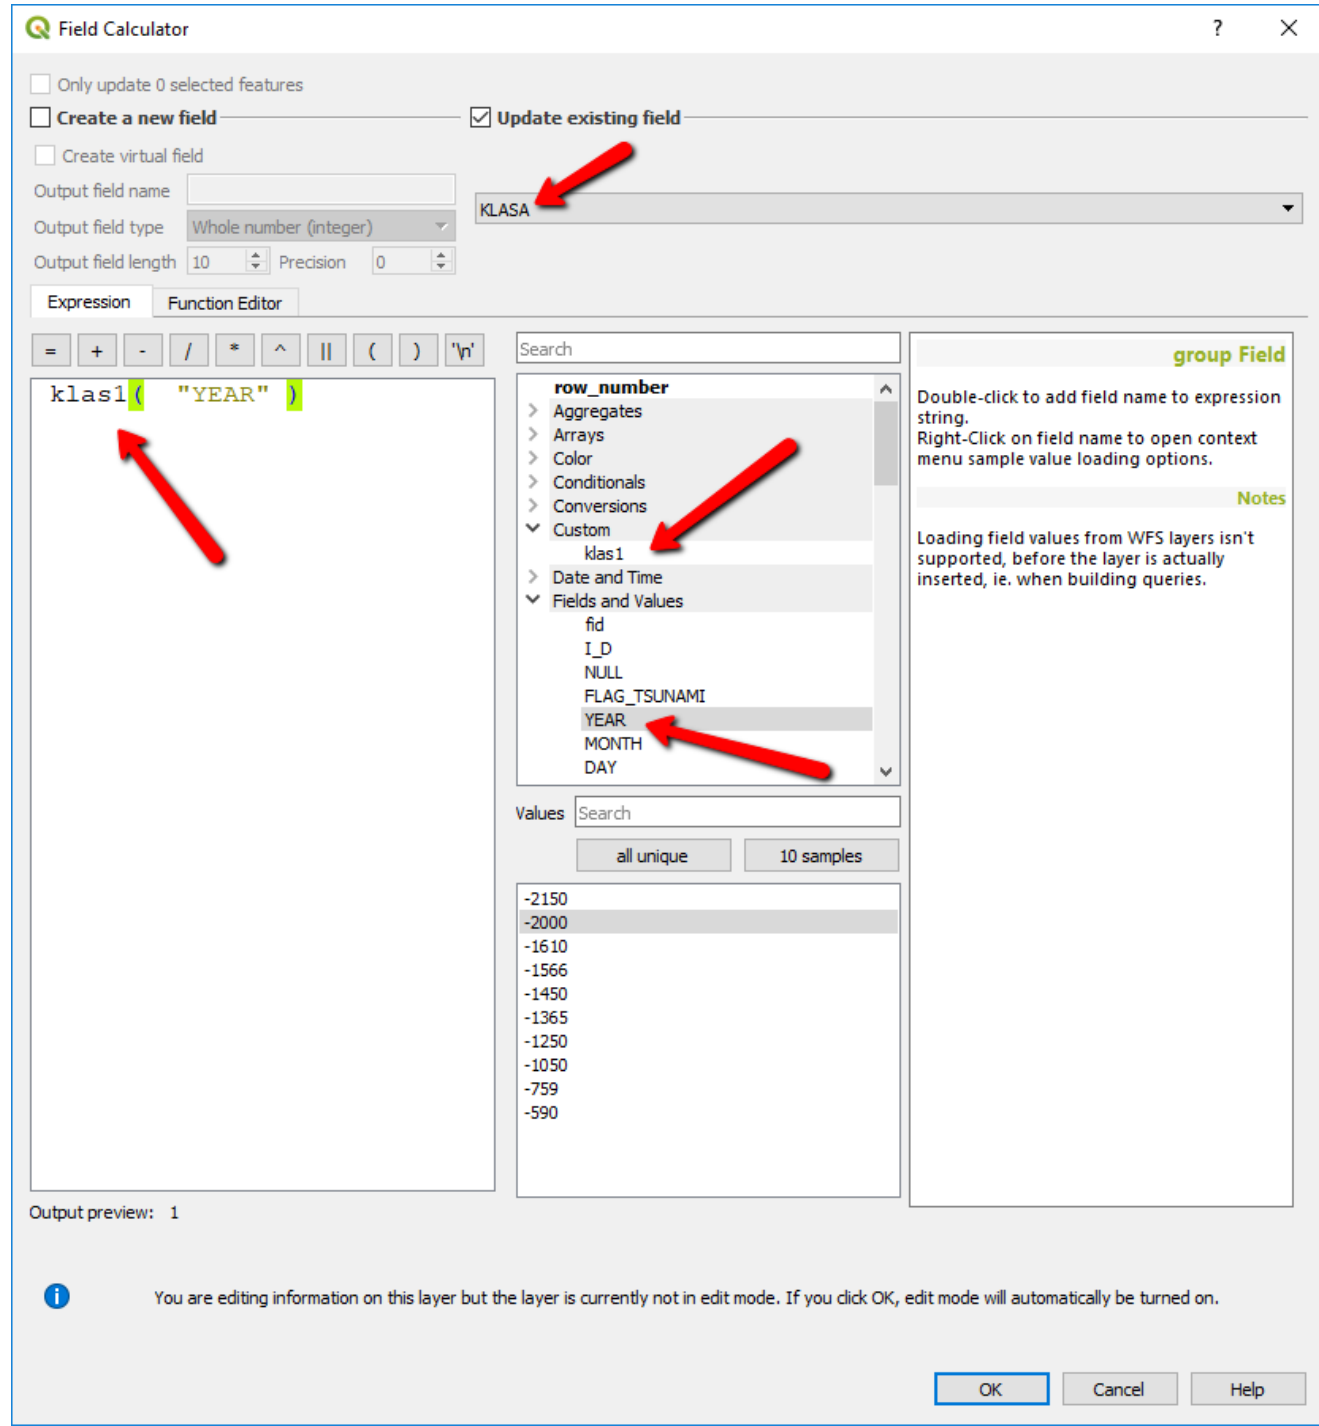 Field Calculator
?
Only update 0 selected features
Create a new field
Update existing field
Create virtual field
Output field name
KLASA
Output field type Whole number (integer)
Output field length 10 Precision 0
Expression Function Editor
= + - / * ^ || ( ) '\n'
klas1( "YEAR" )
Search
row_number
Aggregates
Arrays
Color
Conditionals
Conversions
Custom
klas1
Date and Time
Fields and Values
fid
I_D
NULL
FLAG_TSUNAMI
YEAR
MONTH
DAY
Values Search
all unique 10 samples
-2150
-2000
-1610
-1566
-1450
-1365
-1250
-1050
-759
-590
group Field
Double-click to add field name to expression
string.
Right-Click on field name to open context
menu sample value loading options.
Notes
Loading field values from WFS layers isn't
supported, before the layer is actually
inserted, ie. when building queries.
Output preview: 1
You are editing information on this layer but the layer is currently not in edit mode. If you click OK, edit mode will automatically be turned on.
OK Cancel Help